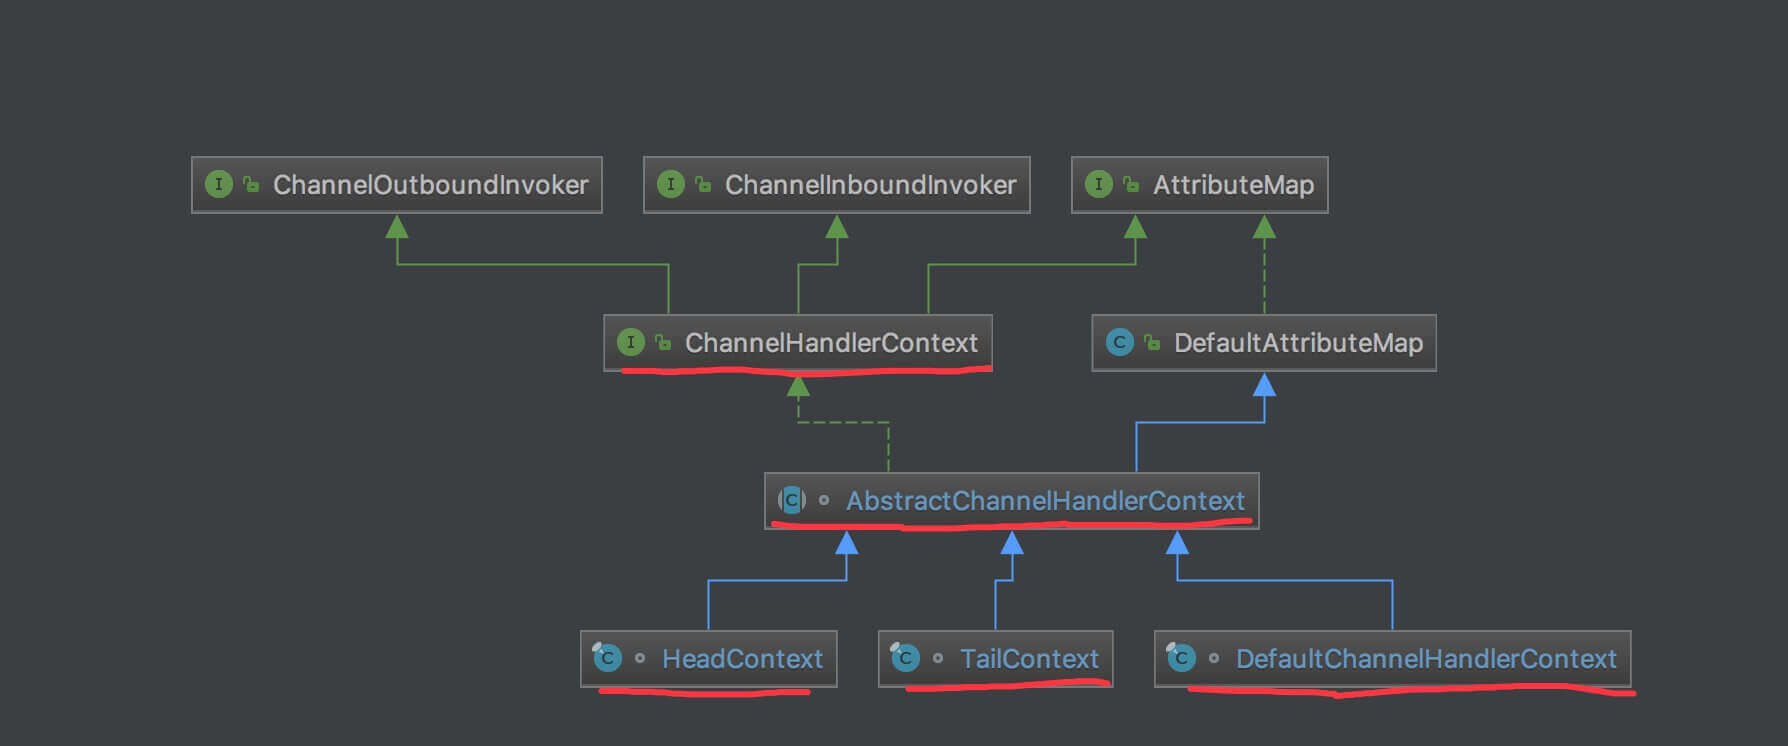 I ChannelOutboundInvoker
I ChannelInboundInvoker
I AttributeMap
I ChannelHandlerContext
C DefaultAttributeMap
C AbstractChannelHandlerContext
C HeadContext
C TailContext
C DefaultChannelHandlerContext